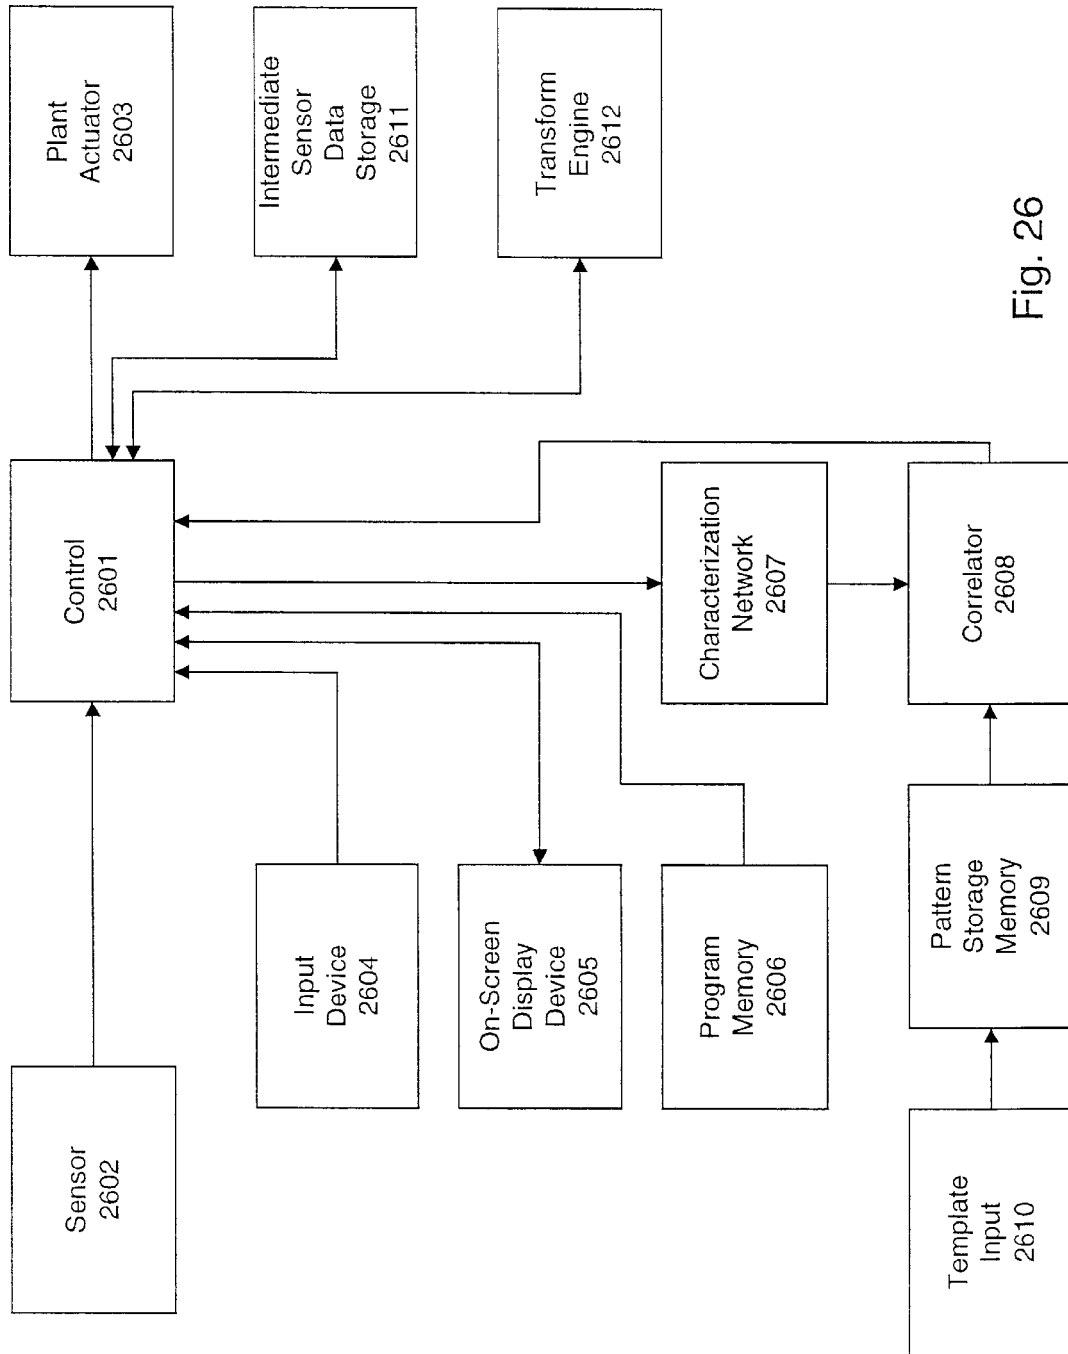 Plant
Actuator
2603
Intermediate
Sensor
Data
Storage
2611
Transform
Engine
2612
Control
2601
Characterization
Network
2607
Correlator
2608
Sensor
2602
Input
Device
2604
On-Screen
Display
Device
2605
Program
Memory
2606
Pattern
Storage
Memory
2609
Template
Input
2610
Fig. 26